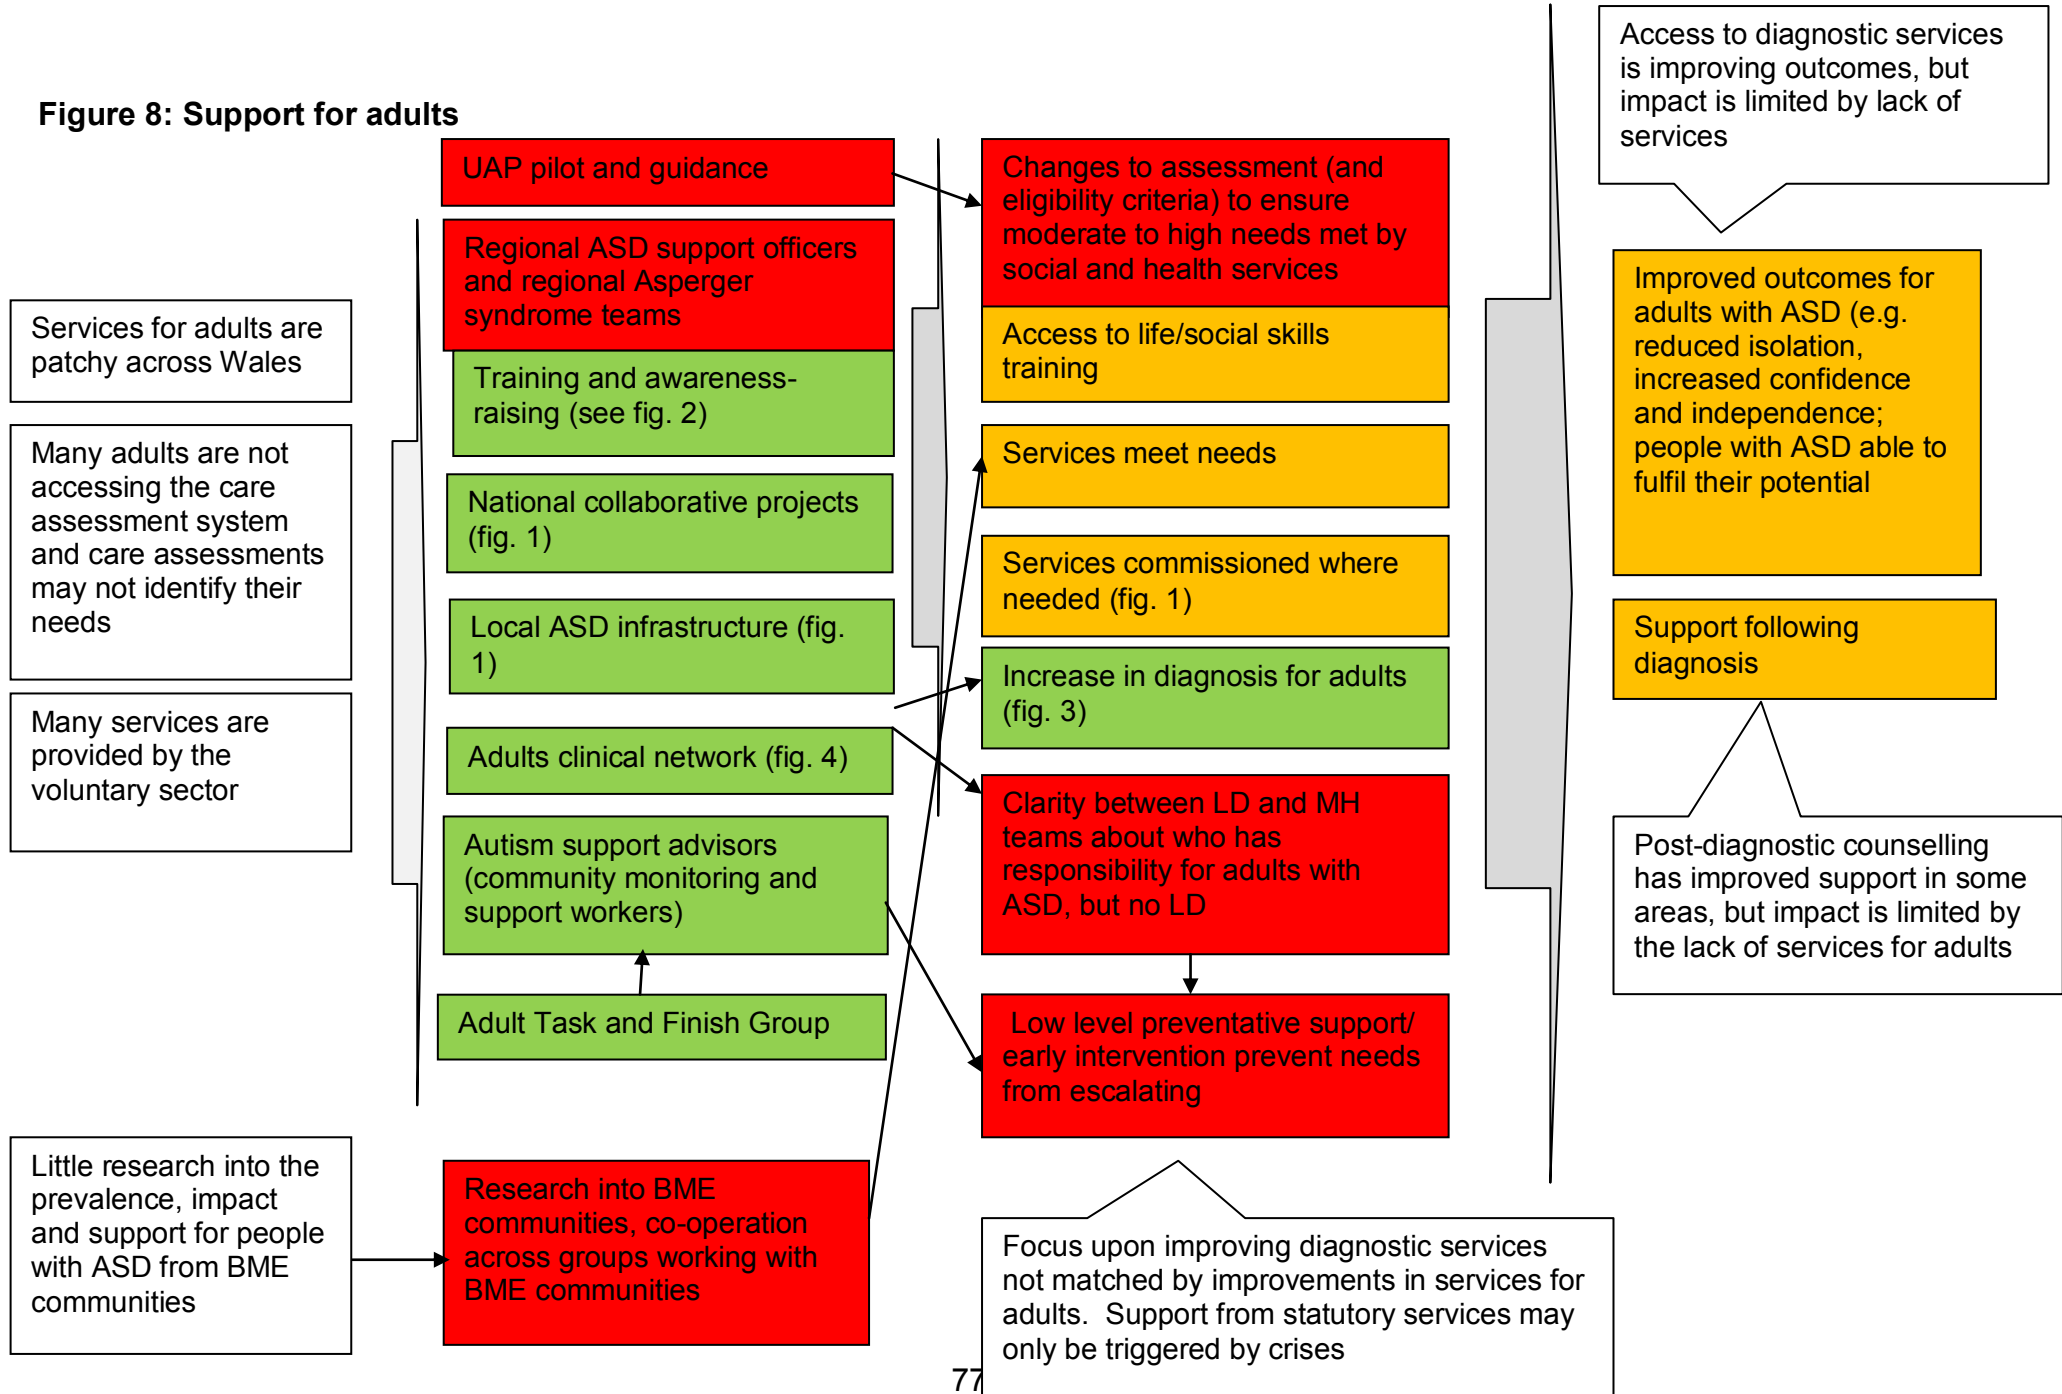 Figure 8: Support for adults
Services for adults are
patchy across Wales
Many adults are not
accessing the care
assessment system
and care assessments
may not identify their
needs
Many services are
provided by the
voluntary sector
Little research into the
prevalence, impact
and support for people
with ASD from BME
communities
UAP pilot and guidance
Regional ASD support officers
and regional Asperger
syndrome teams
Training and awareness-
raising (see fig. 2)
National collaborative projects
(fig. 1)
Local ASD infrastructure (fig.
1)
Adults clinical network (fig. 4)
Autism support advisors
(community monitoring and
support workers)
Adult Task and Finish Group
Research into BME
communities, co-operation
across groups working with
BME communities
Changes to assessment (and
eligibility criteria) to ensure
moderate to high needs met by
social and health services
Access to life/social skills
training
Services meet needs
Services commissioned where
needed (fig. 1)
Increase in diagnosis for adults
(fig. 3)
Clarity between LD and MH
teams about who has
responsibility for adults with
ASD, but no LD
Low level preventative support/
early intervention prevent needs
from escalating
Focus upon improving diagnostic services
not matched by improvements in services for
adults.  Support from statutory services may
only be triggered by crises
Access to diagnostic services
is improving outcomes, but
impact is limited by lack of
services
Improved outcomes for
adults with ASD (e.g.
reduced isolation,
increased confidence
and independence;
people with ASD able to
fulfil their potential
Support following
diagnosis
Post-diagnostic counselling
has improved support in some
areas, but impact is limited by
the lack of services for adults
77